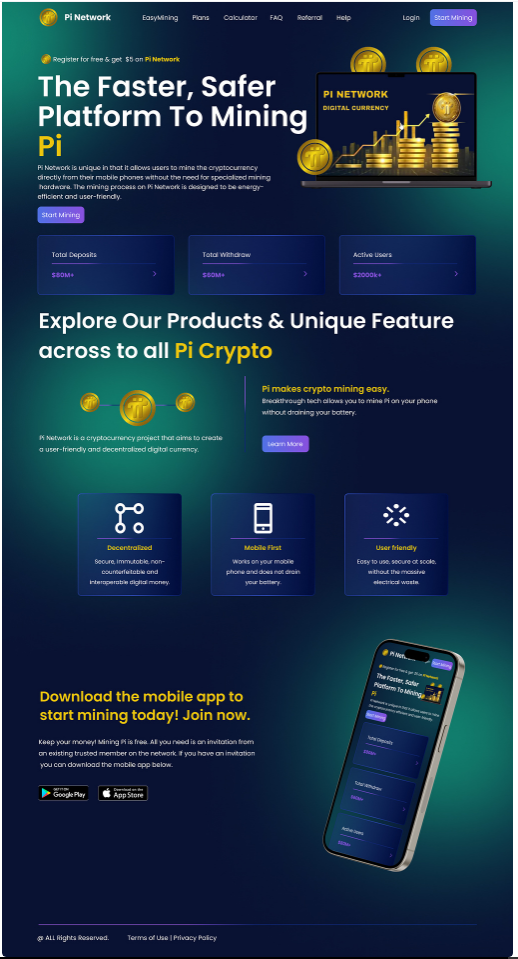 Pi Network
EasyMining Plans Calculator FAQ Referral Help
Login Start Mining
Register for free & get $5 on Pi Network
The Faster, Safer
Platform To Mining
Pi
Pi Network is unique in that it allows users to mine the cryptocurrency
directly from their mobile phones without the need for specialized mining
hardware. The mining process on Pi Network is designed to be energy-
efficient and user-friendly.
Start Mining
PI NETWORK
DIGITAL CURRENCY
Total Deposits
$80M+
Total Withdraw
$60M+
Active Users
$2000k+
Explore Our Products & Unique Feature
across to all Pi Crypto
Pi Network is a cryptocurrency project that aims to create
a user-friendly and decentralized digital currency.
Pi makes crypto mining easy.
Breakthrough tech allows you to mine Pi on your phone
without draining your battery.
Learn More
Decentralized
Secure, immutable, non-
counterfeitable and
interoperable digital money.
Mobile First
Works on your mobile
phone and does not drain
your battery.
User friendly
Easy to use, secure at scale,
without the massive
electrical waste.
Download the mobile app to
start mining today! Join now.
Keep your money! Mining Pi is free. All you need is an invitation from
an existing trusted member on the network. If you have an invitation
you can download the mobile app below.
GET IT ON
Google Play
Download on the
App Store
Start Mining
The Faster, Safer
Platform To Mining
Pi
Start Mining
Total Deposits
Total Withdraw
Active Users
@ ALL Rights Reserved.
Terms of Use | Privacy Policy